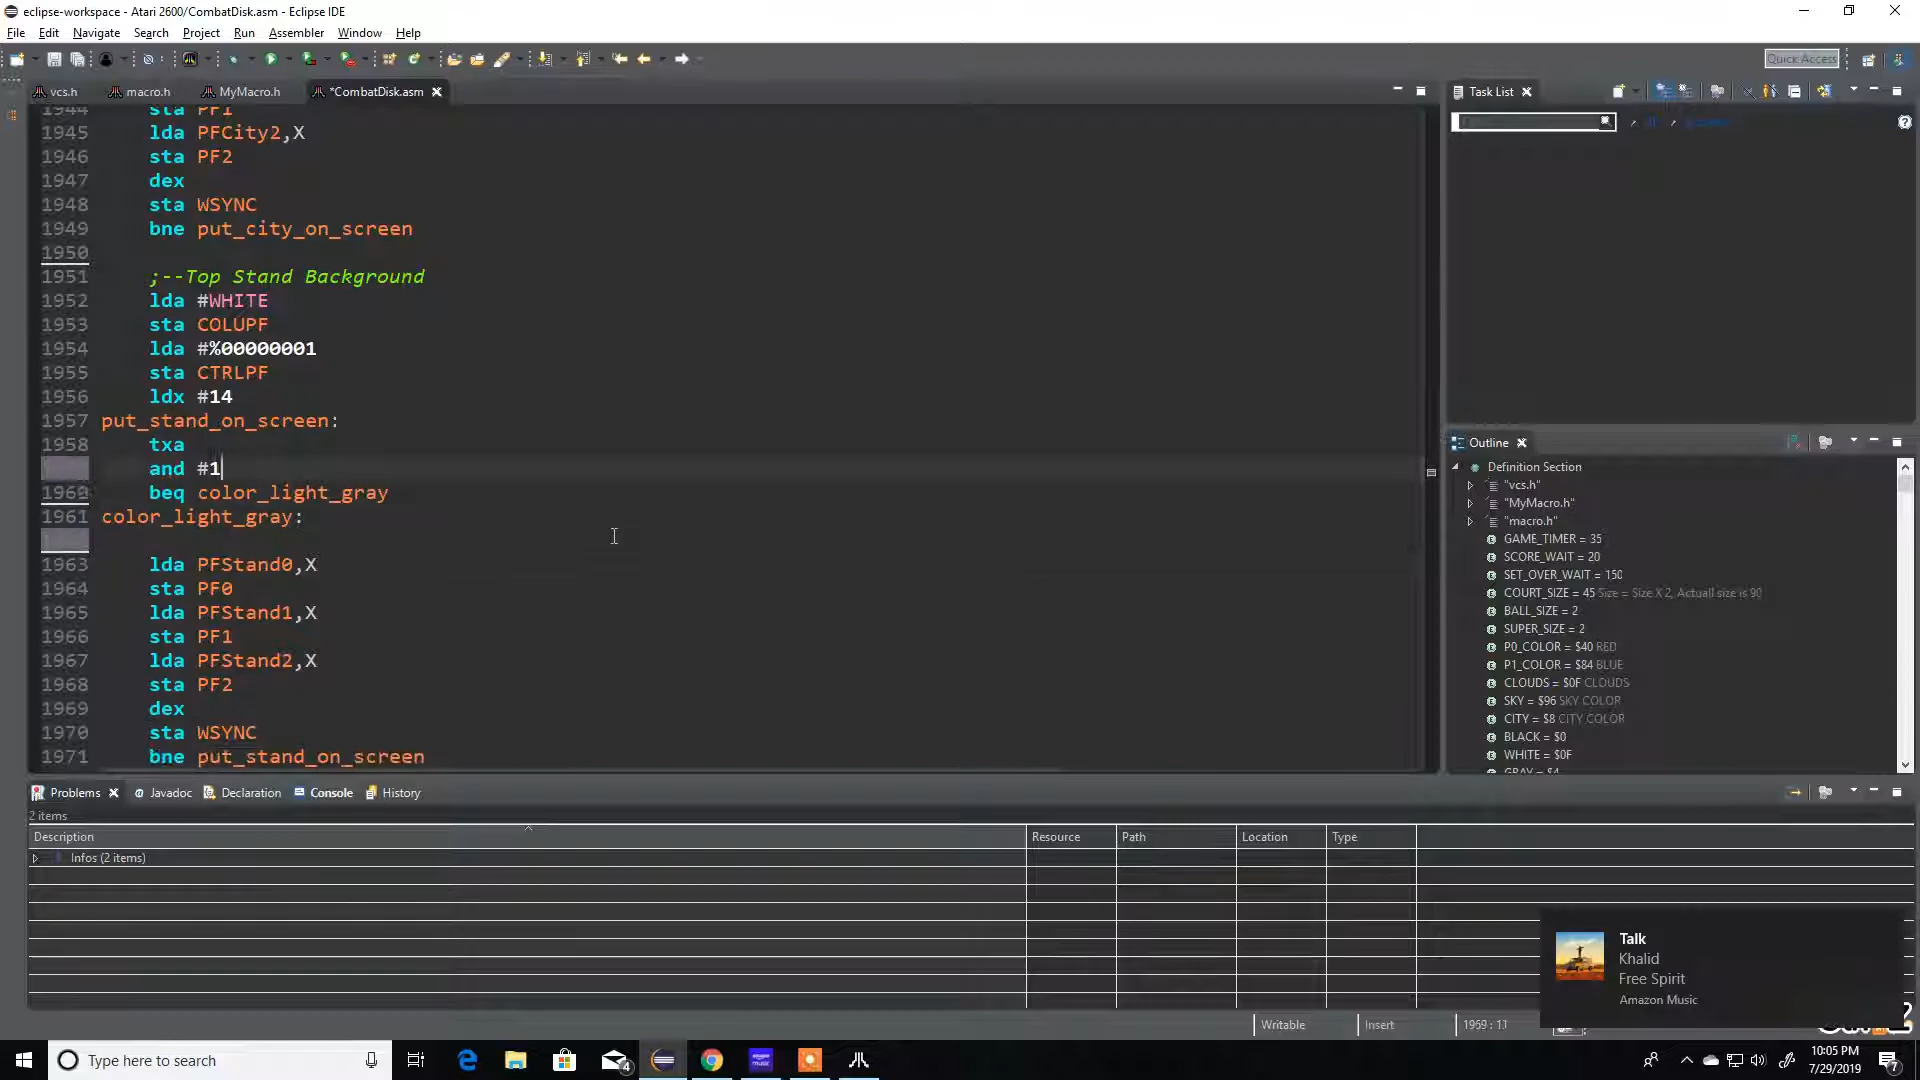 eclipse-workspace - Atari 2600/CombatDisk.asm - Eclipse IDE
File Edit Navigate Search Project Run Assembler Window Help
Quick Access
vcs.h macro.h MyMacro.h *CombatDisk.asm
1944 sta PF1
1945 lda PFCity2,X
1946 sta PF2
1947 dex
1948 sta WSYNC
1949 bne put_city_on_screen
1950
1951 ;--Top Stand Background
1952 lda #WHITE
1953 sta COLUPF
1954 lda #%00000001
1955 sta CTRLPF
1956 ldx #14
1957 put_stand_on_screen:
1958 txa
and #1
1960 beq color_light_gray
1961 color_light_gray:
1963 lda PFStand0,X
1964 sta PF0
1965 lda PFStand1,X
1966 sta PF1
1967 lda PFStand2,X
1968 sta PF2
1969 dex
1970 sta WSYNC
1971 bne put_stand_on_screen
Task List
Outline
Definition Section
"vcs.h"
"MyMacro.h"
"macro.h"
GAME_TIMER = 35
SCORE_WAIT = 20
SET_OVER_WAIT = 150
COURT_SIZE = 45 Size = Size X 2, Actuall size is 90
BALL_SIZE = 2
SUPER_SIZE = 2
P0_COLOR = $40 RED
P1_COLOR = $84 BLUE
CLOUDS = $0F CLOUDS
SKY = $96 SKY COLOR
CITY = $8 CITY COLOR
BLACK = $0
WHITE = $0F
GRAY = $4
Problems Javadoc Declaration Console History
2 items
Description Resource Path Location Type
Infos (2 items)
Talk
Khalid
Free Spirit
Amazon Music
Writable Insert
Type here to search
4
amazon music
10:05 PM
7/29/2019
7